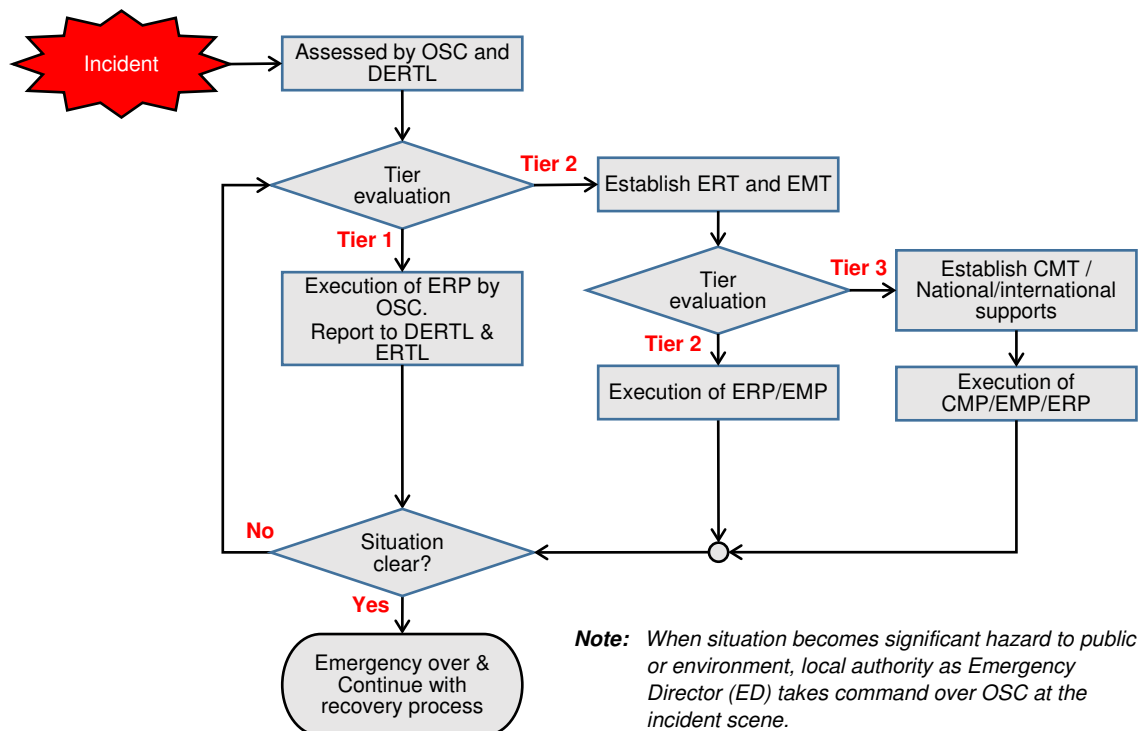 Incident
Assessed by OSC and
DERTL
Tier
evaluation
Tier 2
Establish ERT and EMT
Tier 1
Execution of ERP by
OSC.
Report to DERTL &
ERTL
Tier
evaluation
Tier 3
Establish CMT /
National/international
supports
Tier 2
Execution of ERP/EMP
Execution of
CMP/EMP/ERP
No
Situation
clear?
Yes
Emergency over &
Continue with
recovery process
Note: When situation becomes significant hazard to public
or environment, local authority as Emergency
Director (ED) takes command over OSC at the
incident scene.